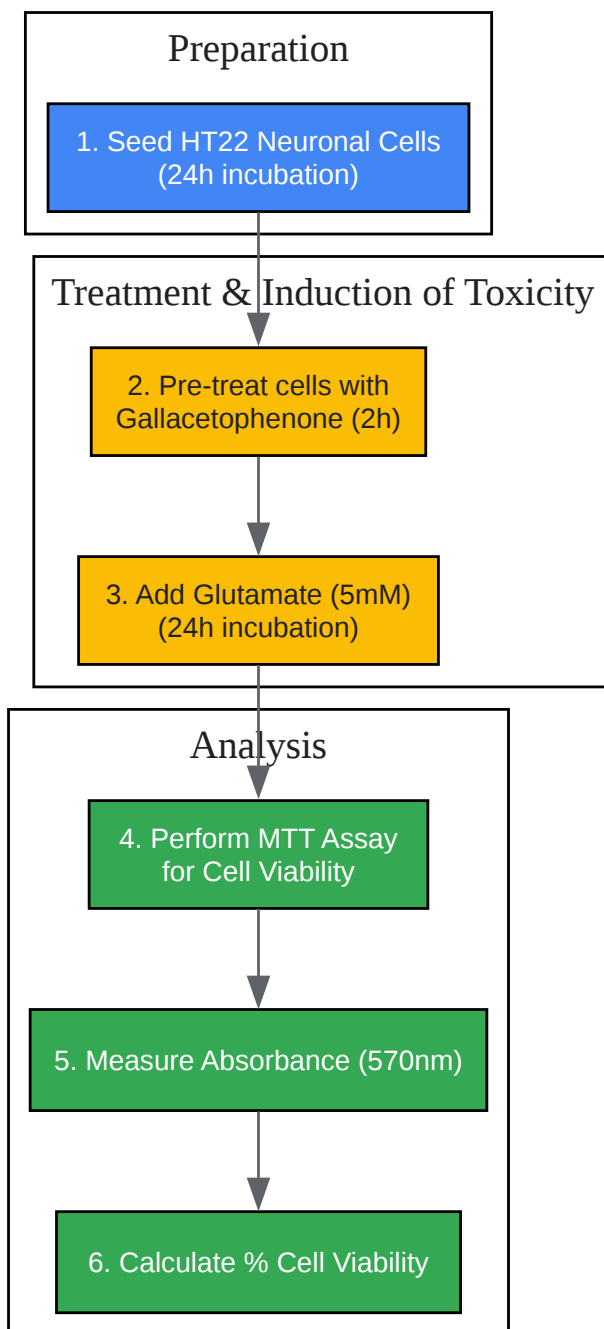 Preparation
1. Seed HT22 Neuronal Cells
(24h incubation)
Treatment & Induction of Toxicity
2. Pre-treat cells with
Gallacetophenone (2h)
3. Add Glutamate (5mM)
(24h incubation)
Analysis
4. Perform MTT Assay
for Cell Viability
5. Measure Absorbance (570nm)
6. Calculate % Cell Viability